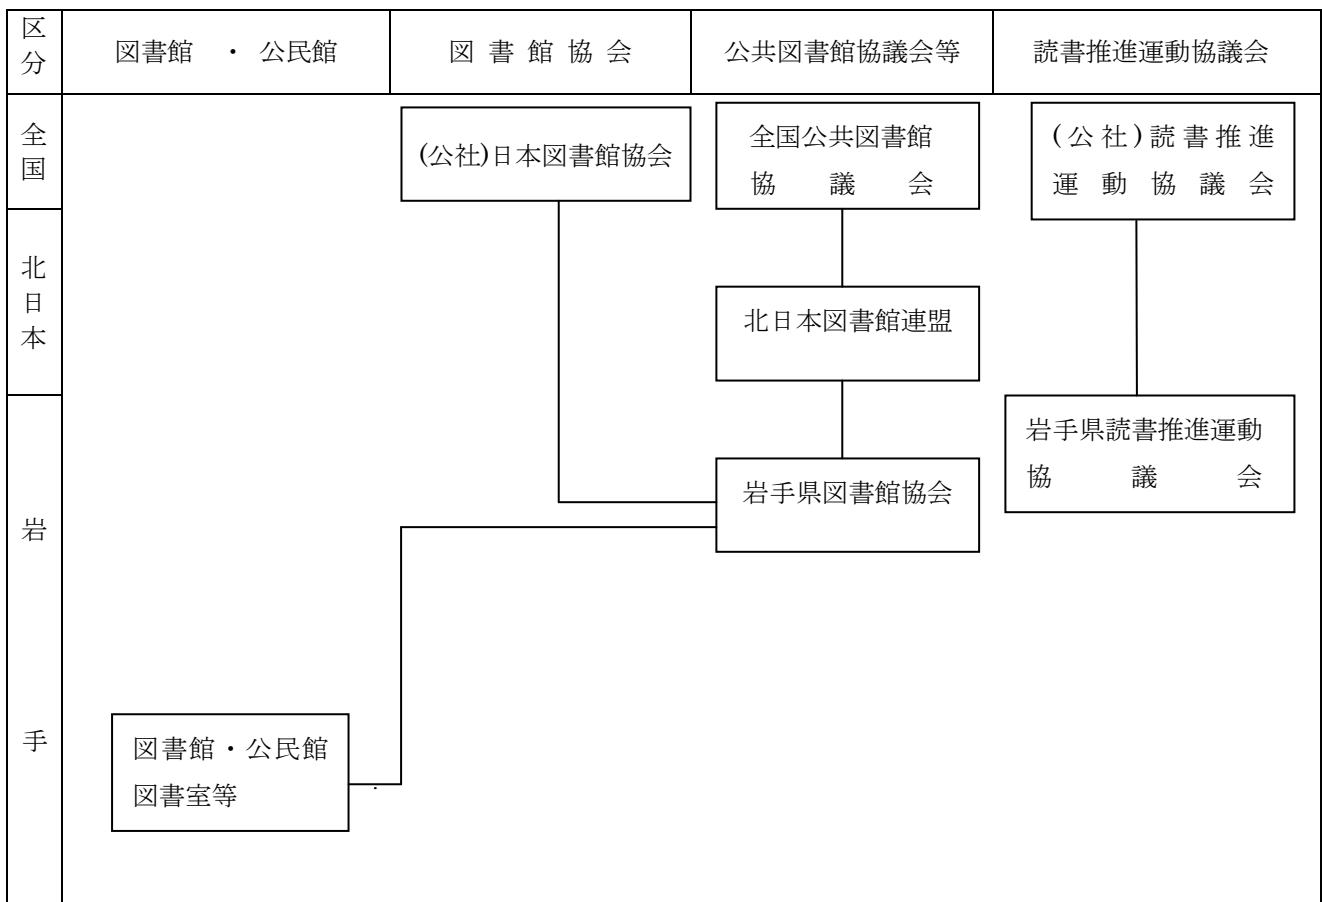 区分
図書館 ・ 公民館
図書館協会
公共図書館協議会等
読書推進運動協議会
全国
(公社)日本図書館協会
全国公共図書館
協議会
(公社)読書推進
運動協議会
北日本
北日本図書館連盟
岩手
岩手県読書推進運動
協議会
岩手県図書館協会
図書館・公民館
図書室等